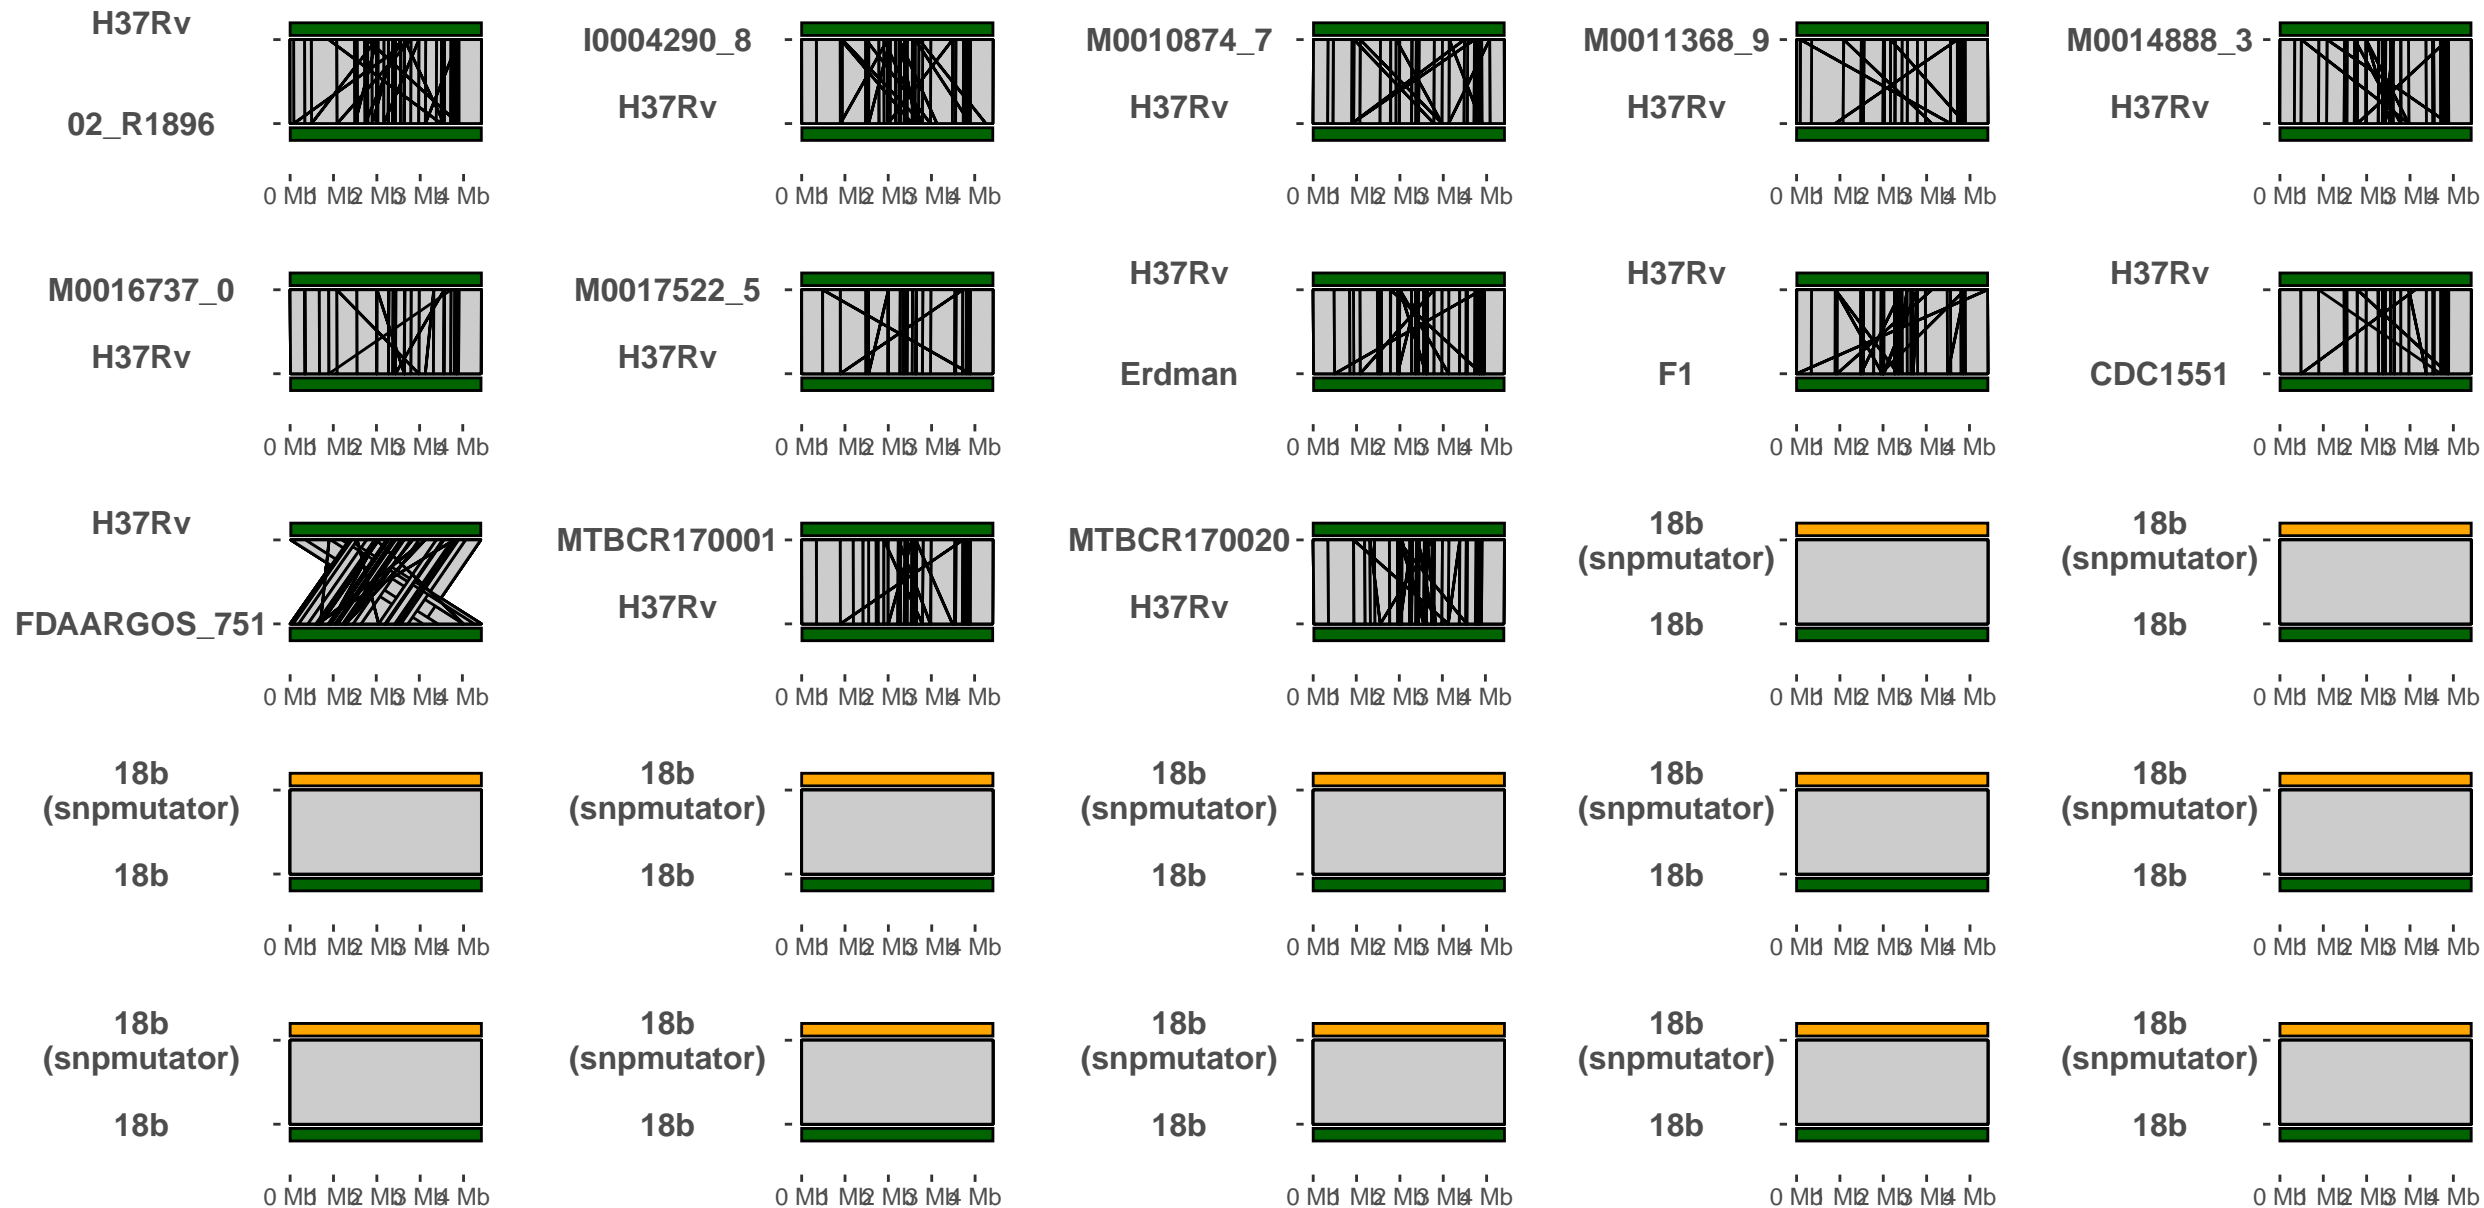 H37Rv
02_R1896
0 Mb 1 Mb 2 Mb 3 Mb 4 Mb
I0004290_8
H37Rv
0 Mb 1 Mb 2 Mb 3 Mb 4 Mb
M0010874_7
H37Rv
0 Mb 1 Mb 2 Mb 3 Mb 4 Mb
M0011368_9
H37Rv
0 Mb 1 Mb 2 Mb 3 Mb 4 Mb
M0014888_3
H37Rv
0 Mb 1 Mb 2 Mb 3 Mb 4 Mb
M0016737_0
H37Rv
0 Mb 1 Mb 2 Mb 3 Mb 4 Mb
M0017522_5
H37Rv
0 Mb 1 Mb 2 Mb 3 Mb 4 Mb
H37Rv
Erdman
0 Mb 1 Mb 2 Mb 3 Mb 4 Mb
H37Rv
F1
0 Mb 1 Mb 2 Mb 3 Mb 4 Mb
H37Rv
CDC1551
0 Mb 1 Mb 2 Mb 3 Mb 4 Mb
H37Rv
FDAARGOS_751
0 Mb 1 Mb 2 Mb 3 Mb 4 Mb
MTBCR170001
H37Rv
0 Mb 1 Mb 2 Mb 3 Mb 4 Mb
MTBCR170020
H37Rv
0 Mb 1 Mb 2 Mb 3 Mb 4 Mb
18b
(snpmutator)
18b
0 Mb 1 Mb 2 Mb 3 Mb 4 Mb
18b
(snpmutator)
18b
0 Mb 1 Mb 2 Mb 3 Mb 4 Mb
18b
(snpmutator)
18b
0 Mb 1 Mb 2 Mb 3 Mb 4 Mb
18b
(snpmutator)
18b
0 Mb 1 Mb 2 Mb 3 Mb 4 Mb
18b
(snpmutator)
18b
0 Mb 1 Mb 2 Mb 3 Mb 4 Mb
18b
(snpmutator)
18b
0 Mb 1 Mb 2 Mb 3 Mb 4 Mb
18b
(snpmutator)
18b
0 Mb 1 Mb 2 Mb 3 Mb 4 Mb
18b
(snpmutator)
18b
0 Mb 1 Mb 2 Mb 3 Mb 4 Mb
18b
(snpmutator)
18b
0 Mb 1 Mb 2 Mb 3 Mb 4 Mb
18b
(snpmutator)
18b
0 Mb 1 Mb 2 Mb 3 Mb 4 Mb
18b
(snpmutator)
18b
0 Mb 1 Mb 2 Mb 3 Mb 4 Mb
18b
(snpmutator)
18b
0 Mb 1 Mb 2 Mb 3 Mb 4 Mb